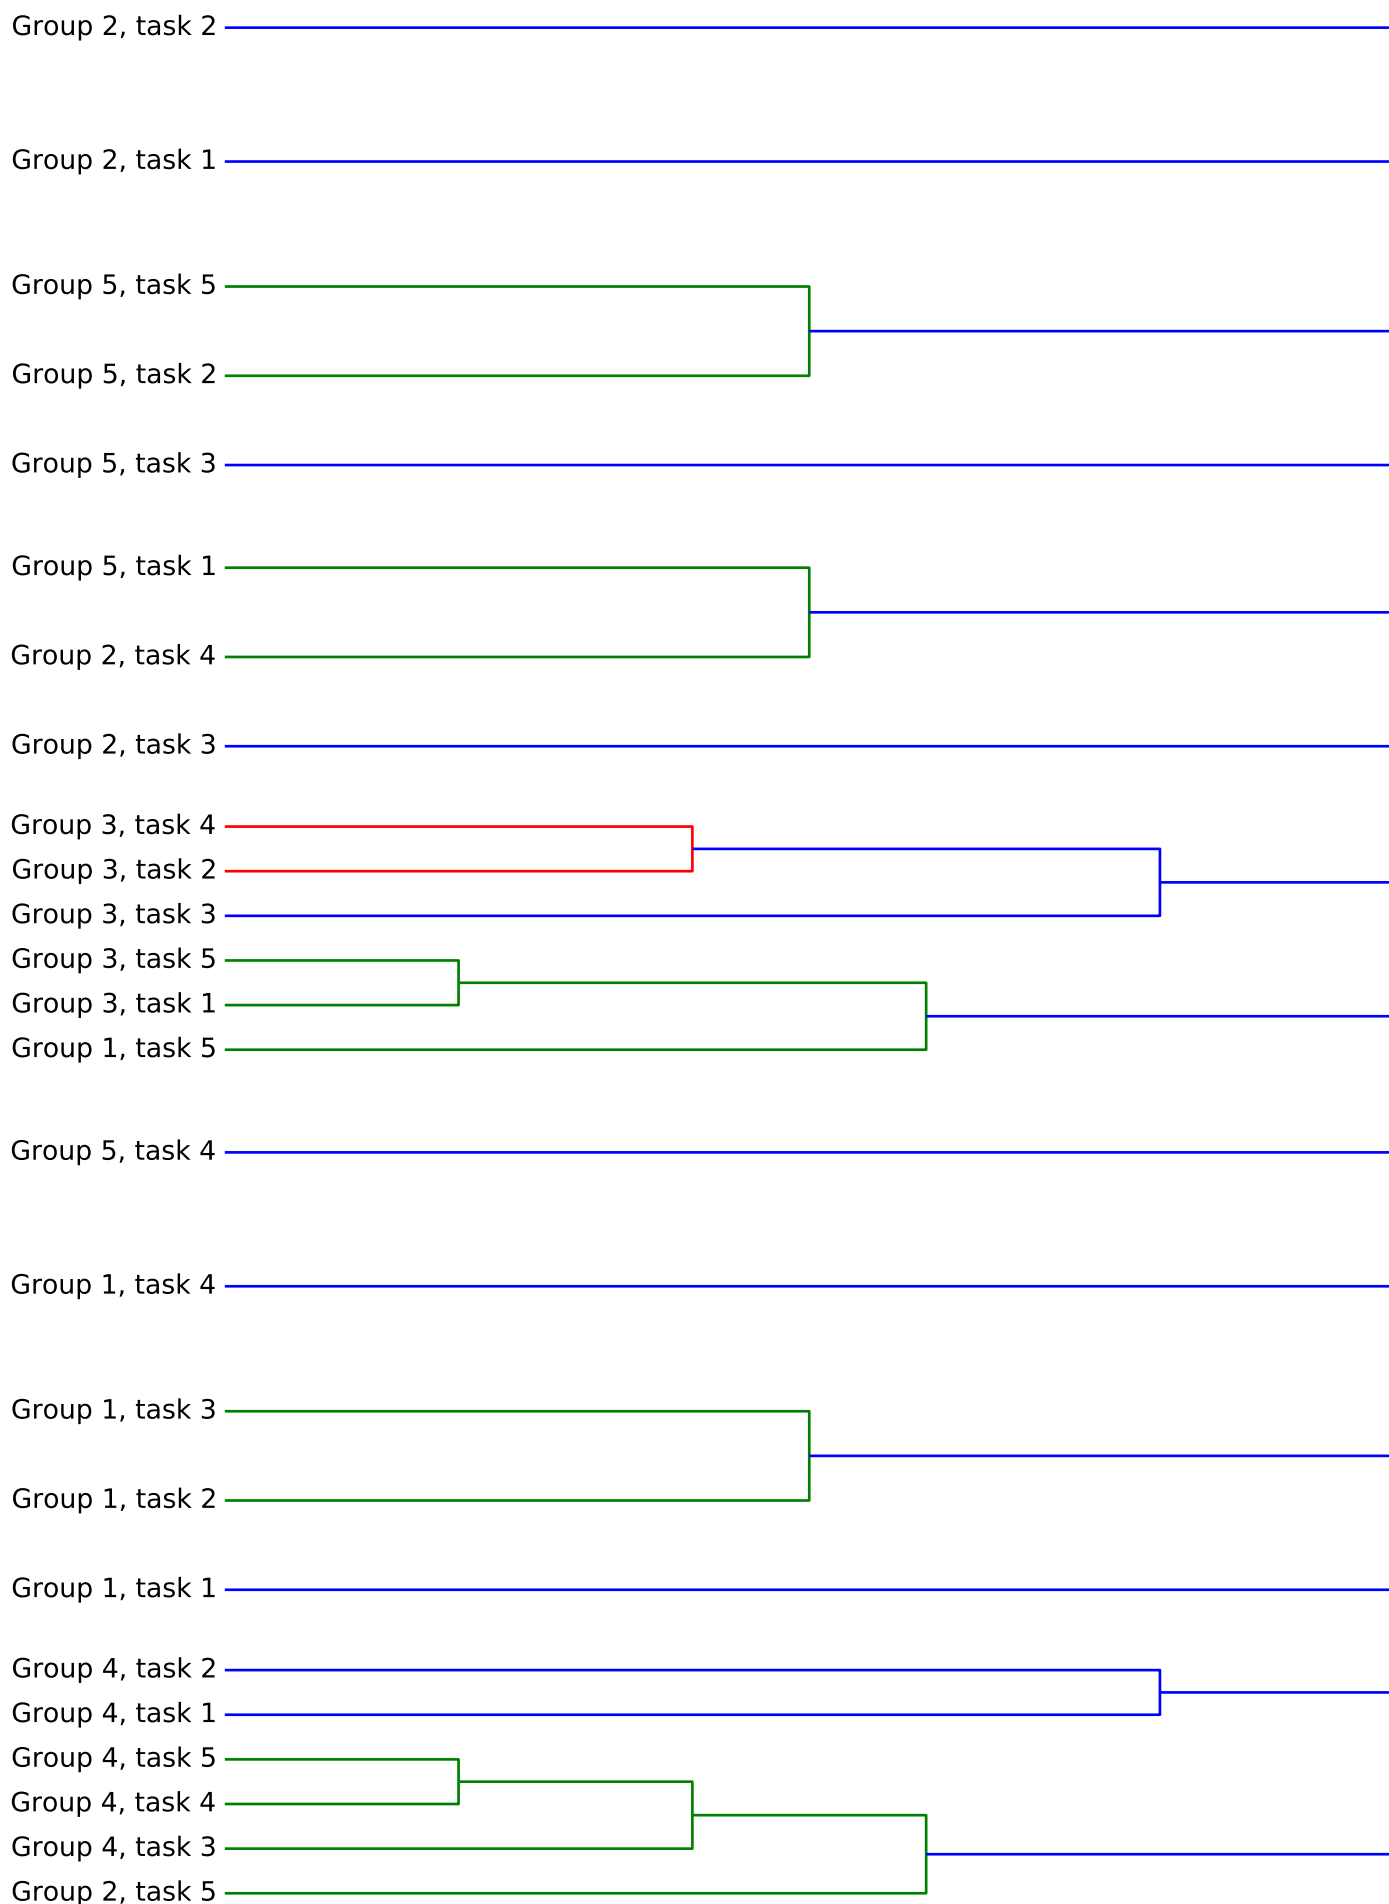 Group 2, task 2
Group 2, task 1
Group 5, task 5
Group 5, task 2
Group 5, task 3
Group 5, task 1
Group 2, task 4
Group 2, task 3
Group 3, task 4
Group 3, task 2
Group 3, task 3
Group 3, task 5
Group 3, task 1
Group 1, task 5
Group 5, task 4
Group 1, task 4
Group 1, task 3
Group 1, task 2
Group 1, task 1
Group 4, task 2
Group 4, task 1
Group 4, task 5
Group 4, task 4
Group 4, task 3
Group 2, task 5